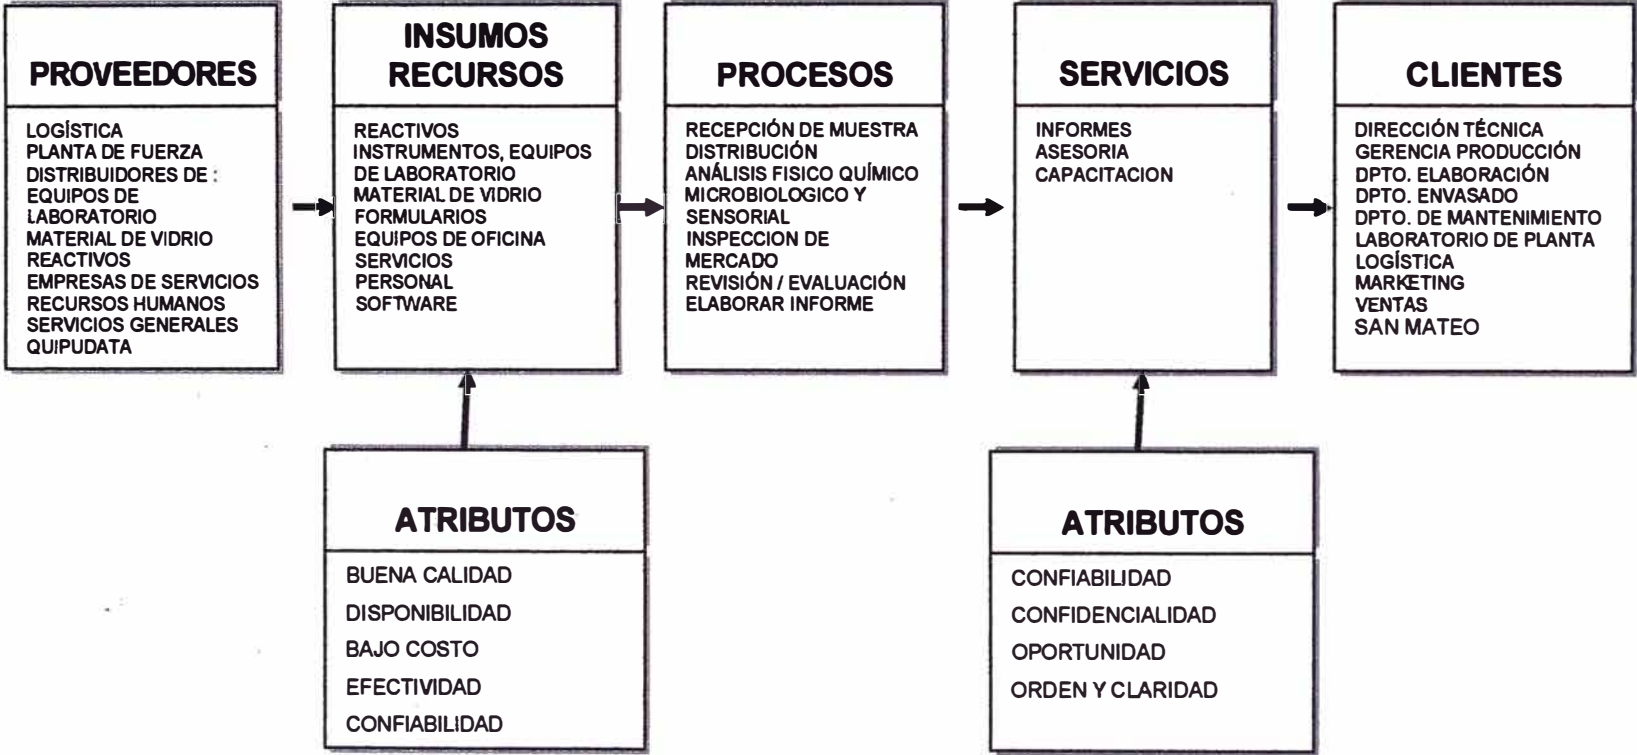 PROVEEDORES
LOGÍSTICA
PLANTA DE FUERZA
DISTRIBUIDORES DE :
EQUIPOS DE
LABORATORIO
MATERIAL DE VIDRIO
REACTIVOS
EMPRESAS DE SERVICIOS
RECURSOS HUMANOS
SERVICIOS GENERALES
QUIPUDATA
INSUMOS
RECURSOS
REACTIVOS
INSTRUMENTOS, EQUIPOS
DE LABORATORIO
MATERIAL DE VIDRIO
FORMULARIOS
EQUIPOS DE OFICINA
SERVICIOS
PERSONAL
SOFTWARE
PROCESOS
RECEPCIÓN DE MUESTRA
DISTRIBUCIÓN
ANÁLISIS FISICO QUÍMICO
MICROBIOLOGICO Y
SENSORIAL
INSPECCION DE
MERCADO
REVISIÓN / EVALUACIÓN
ELABORAR INFORME
SERVICIOS
INFORMES
ASESORIA
CAPACITACION
CLIENTES
DIRECCIÓN TÉCNICA
GERENCIA PRODUCCIÓN
DPTO. ELABORACIÓN
DPTO. ENVASADO
DPTO. DE MANTENIMIENTO
LABORATORIO DE PLANTA
LOGÍSTICA
MARKETING
VENTAS
SAN MATEO
ATRIBUTOS
BUENA CALIDAD
DISPONIBILIDAD
BAJO COSTO
EFECTIVIDAD
CONFIABILIDAD
ATRIBUTOS
CONFIABILIDAD
CONFIDENCIALIDAD
OPORTUNIDAD
ORDEN Y CLARIDAD